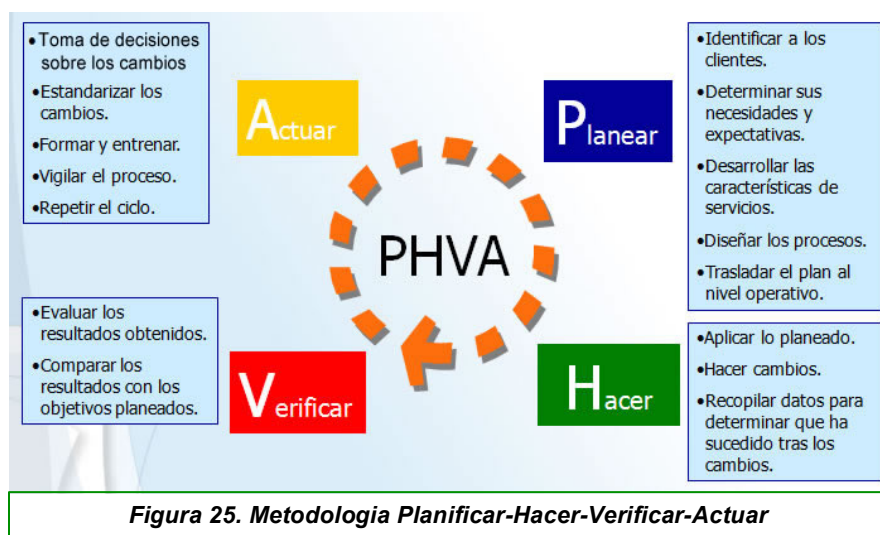 •Toma de decisiones
sobre los cambios
•Estandarizar los
cambios.
•Formar y entrenar.
•Vigilar el proceso.
•Repetir el ciclo.
Actuar
Planear
•Identificar a los
clientes.
•Determinar sus
necesidades y
expectativas.
•Desarrollar las
características de
servicios.
•Diseñar los procesos.
•Trasladar el plan al
nivel operativo.
PHVA
•Evaluar los
resultados obtenidos.
•Comparar los
resultados con los
objetivos planeados.
Verificar
Hacer
•Aplicar lo planeado.
•Hacer cambios.
•Recopilar datos para
determinar que ha
sucedido tras los
cambios.
Figura 25. Metodologia Planificar-Hacer-Verificar-Actuar